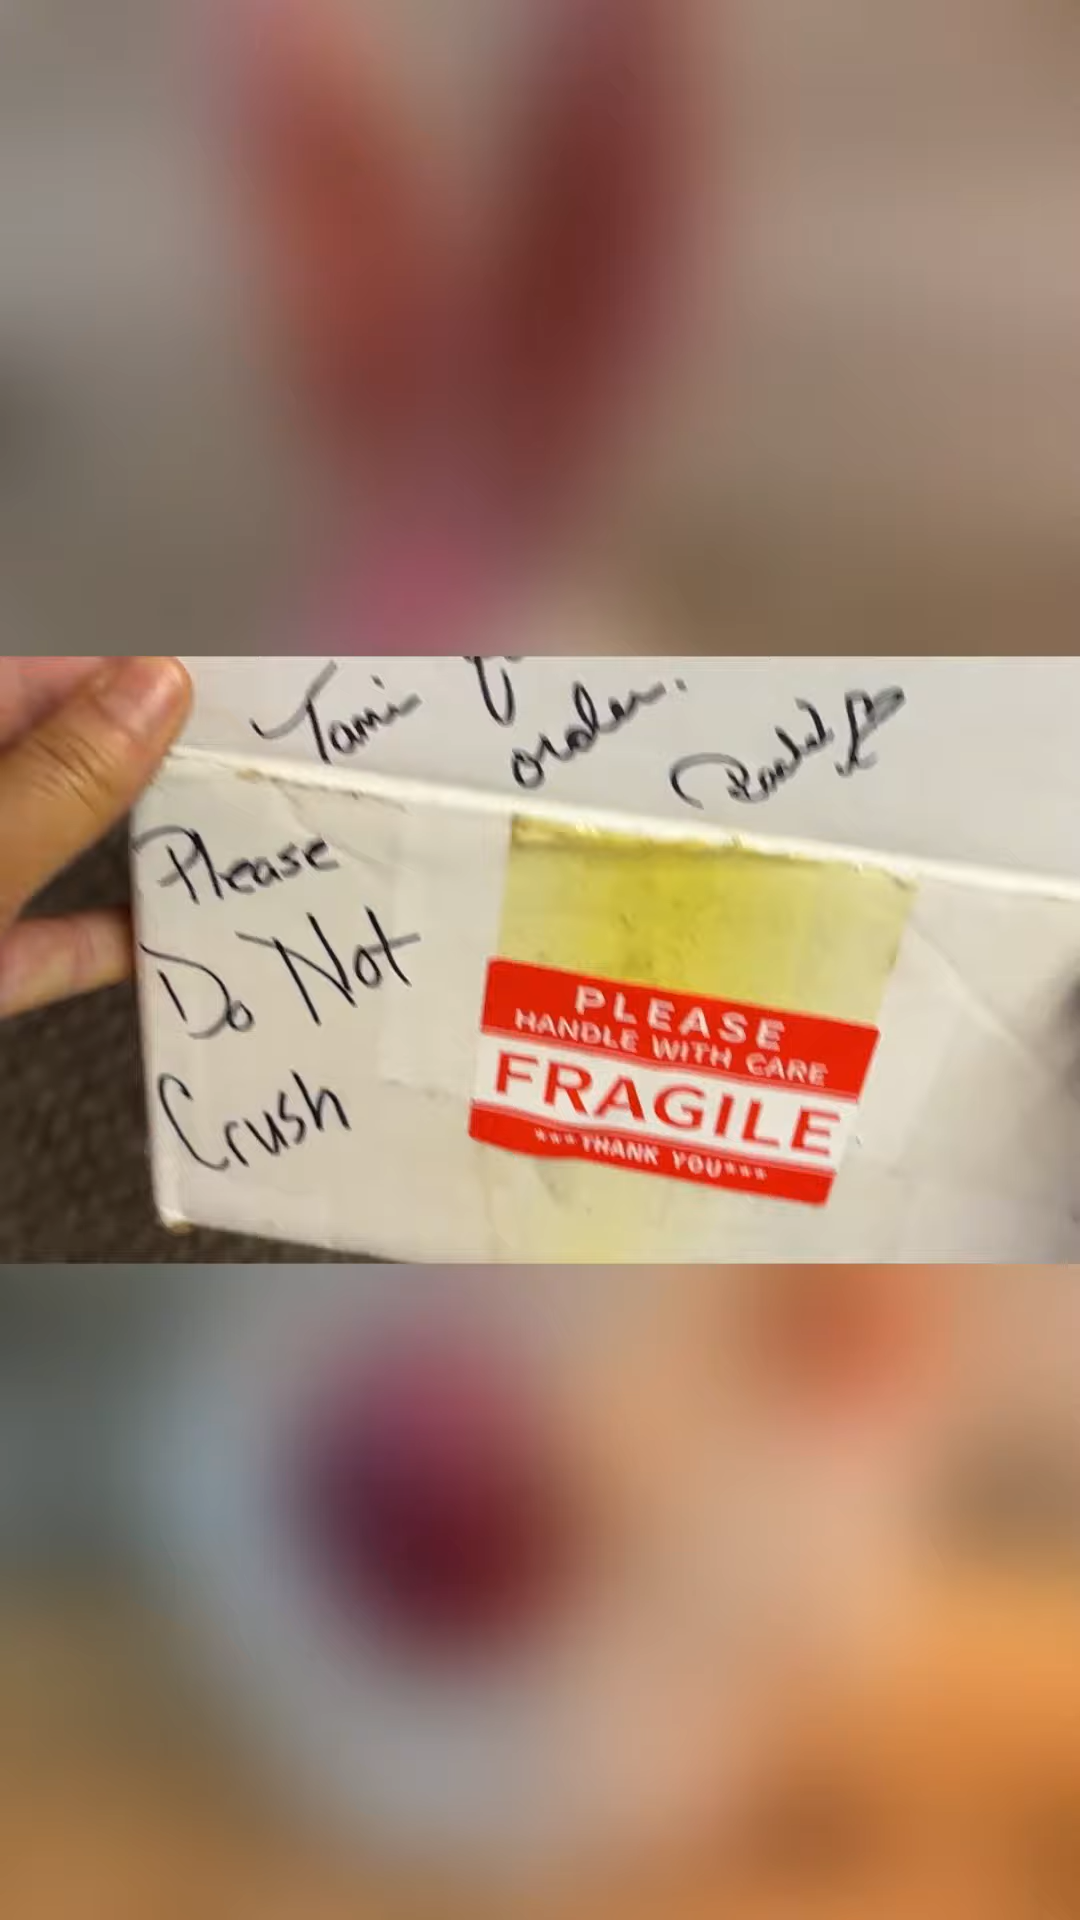 Tami
order.
Please
Do Not
Crush
PLEASE
HANDLE WITH CARE
FRAGILE
***THANK YOU***